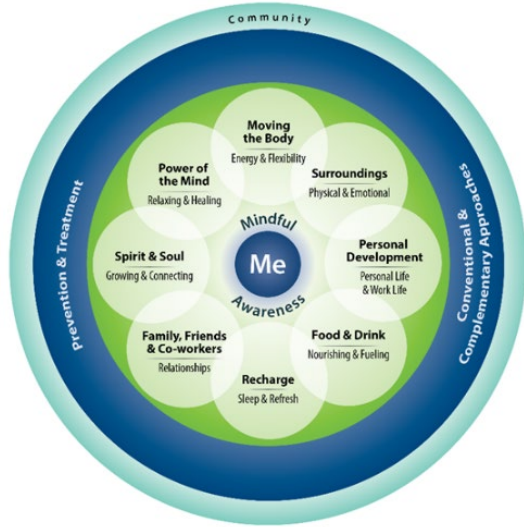 Community
Prevention & Treatment
Conventional &
Complementary Approaches
Moving
the Body
Energy & Flexibility
Surroundings
Physical & Emotional
Personal
Development
Personal Life
& Work Life
Food & Drink
Nourishing & Fueling
Recharge
Sleep & Refresh
Family, Friends
& Co-workers
Relationships
Spirit & Soul
Growing & Connecting
Power of
the Mind
Relaxing & Healing
Mindful
Me
Awareness